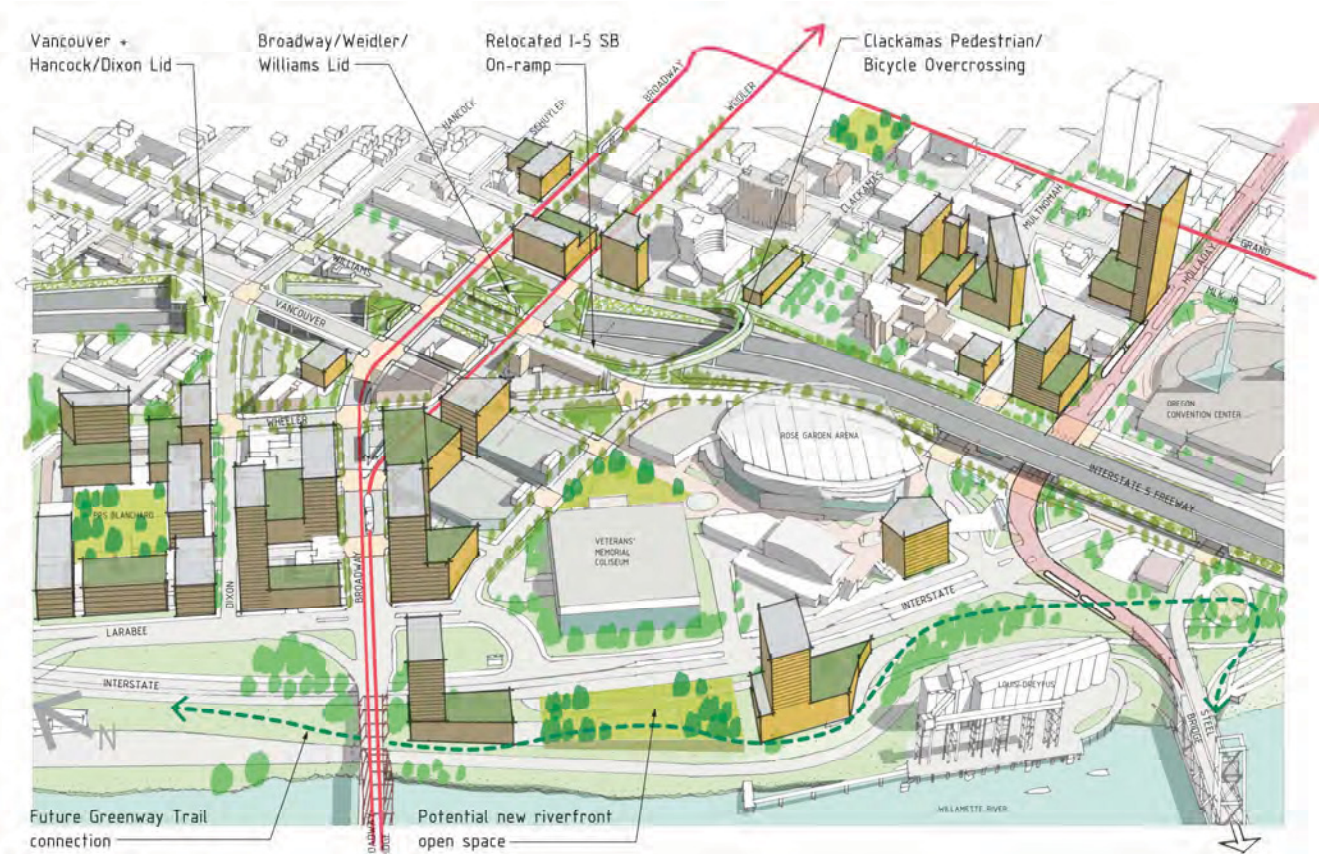 Vancouver +
Hancock/Dixon Lid
Broadway/Weidler/
Williams Lid
Relocated I-5 SB
On-ramp
Clackamas Pedestrian/
Bicycle Overcrossing
HANCOCK
SCHUYLER
BROADWAY
WEIDLER
CLACKAMAS
MULTNOMAH
HOLLADAY
GRAND
MLK JR
WILLIAMS
VANCOUVER
WHEELER
ROSE GARDEN ARENA
OREGON
CONVENTION CENTER
INTERSTATE 5 FREEWAY
PPS BLANCHARD
VETERANS'
MEMORIAL
COLISEUM
DIXON
BROADWAY
INTERSTATE
LARABEE
INTERSTATE
LOUIS-DREYFUS
STEEL
BRIDGE
N
WILLAMETTE RIVER
Future Greenway Trail
connection
Potential new riverfront
open space